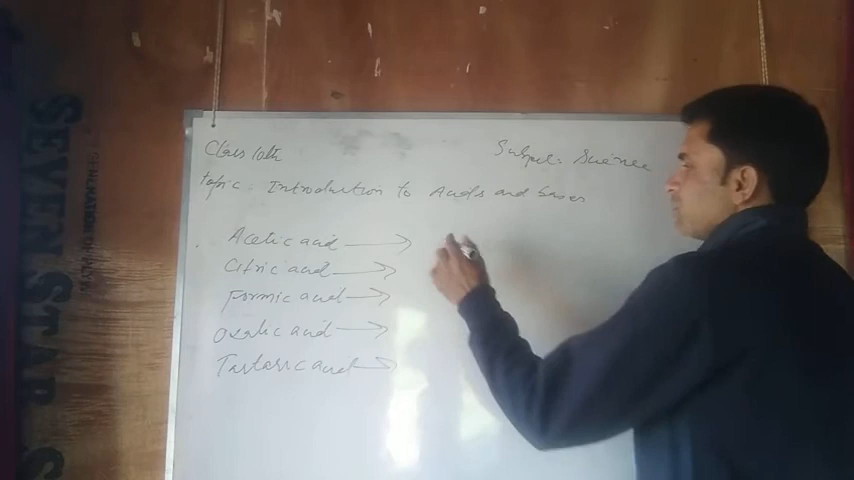 Class 10th
Subject: Science
topic: Introduction to Acids and bases
Acetic acid →
Citric acid →
Formic acid →
Oxalic acid →
Tartaric acid →
SEVEN STAR